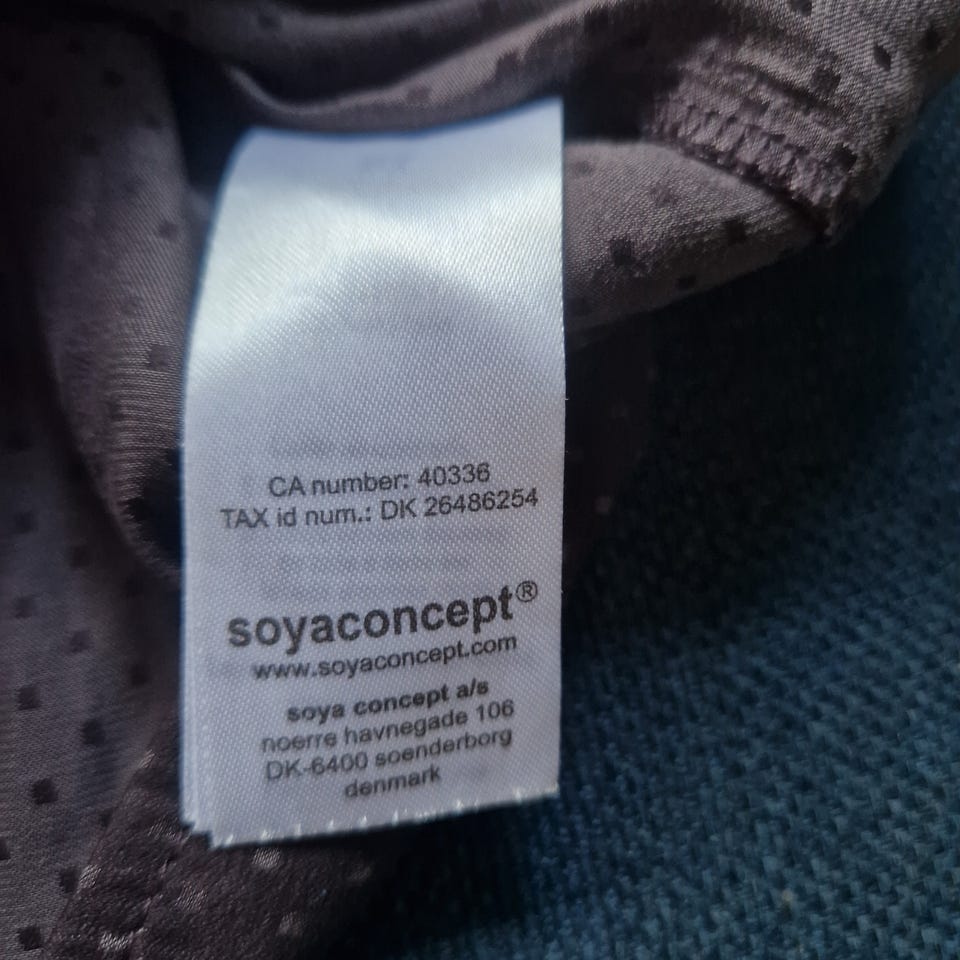 CA number: 40336
TAX id num.: DK 26486254
soyaconcept®
www.soyaconcept.com
soya concept a/s
noerre havnegade 106
DK-6400 soenderborg
denmark